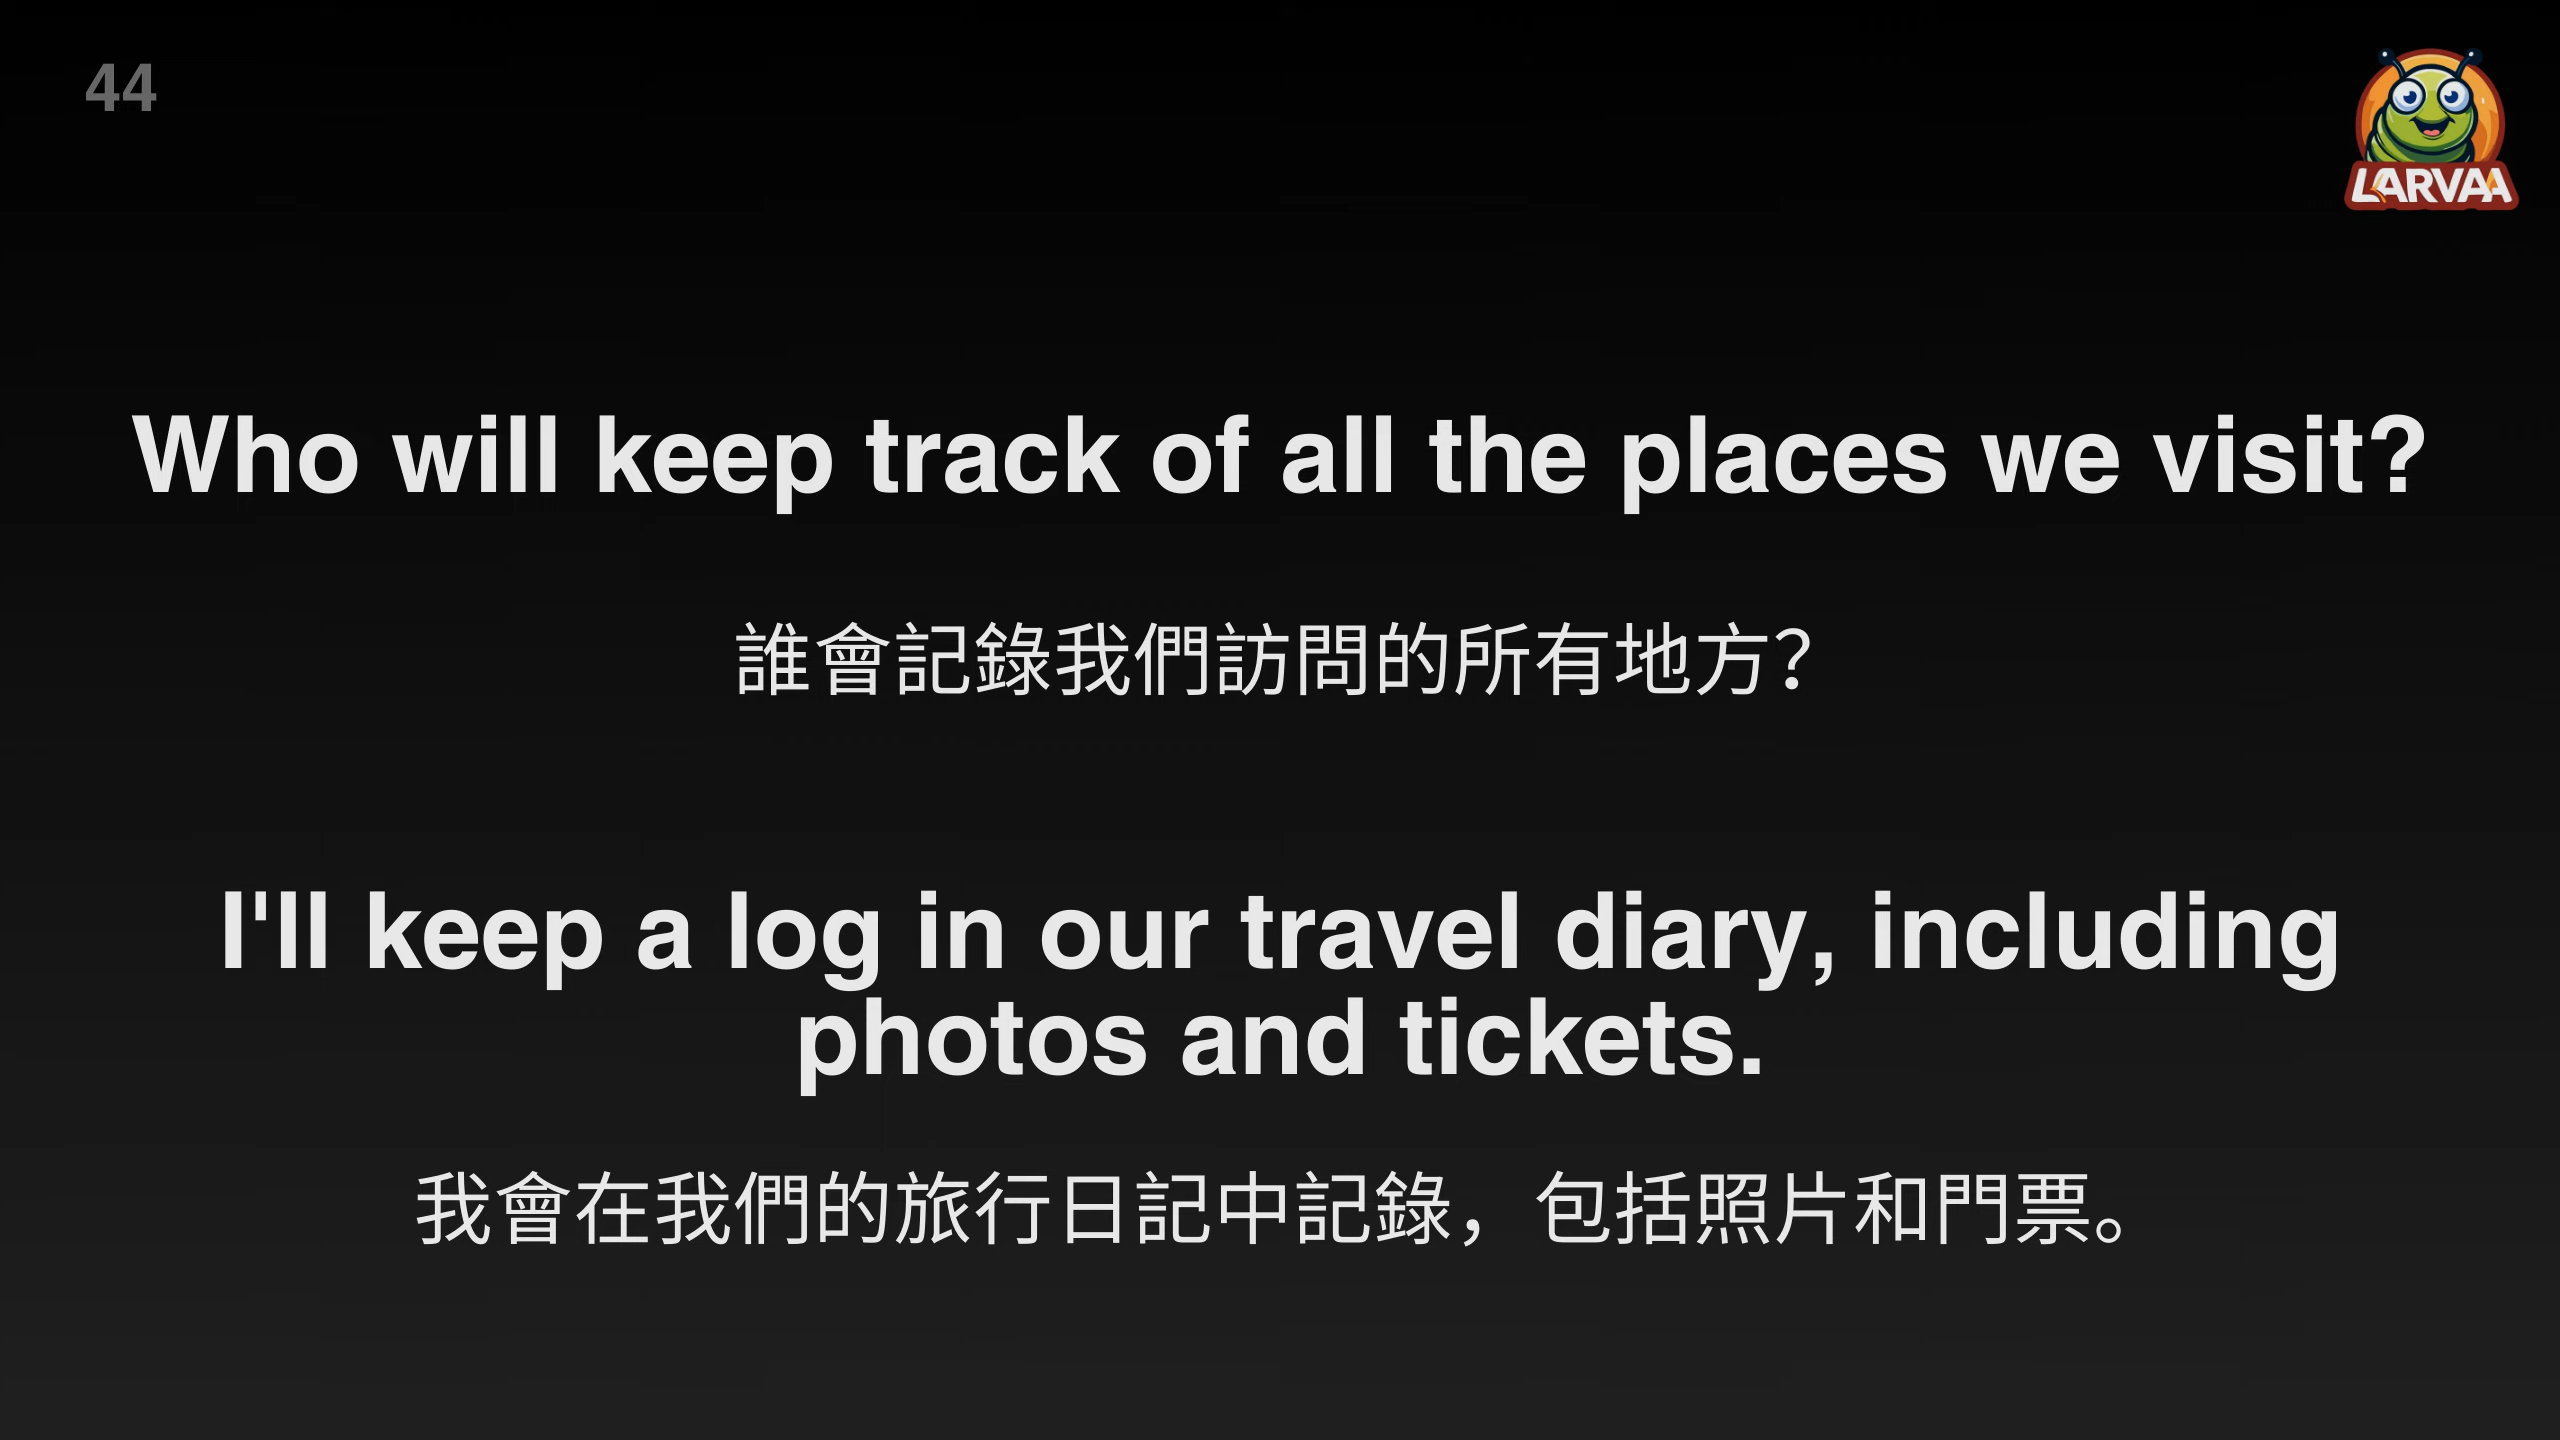 44
LARVAA
Who will keep track of all the places we visit?
誰會記錄我們訪問的所有地方？
I'll keep a log in our travel diary, including
photos and tickets.
我會在我們的旅行日記中記錄，包括照片和門票。